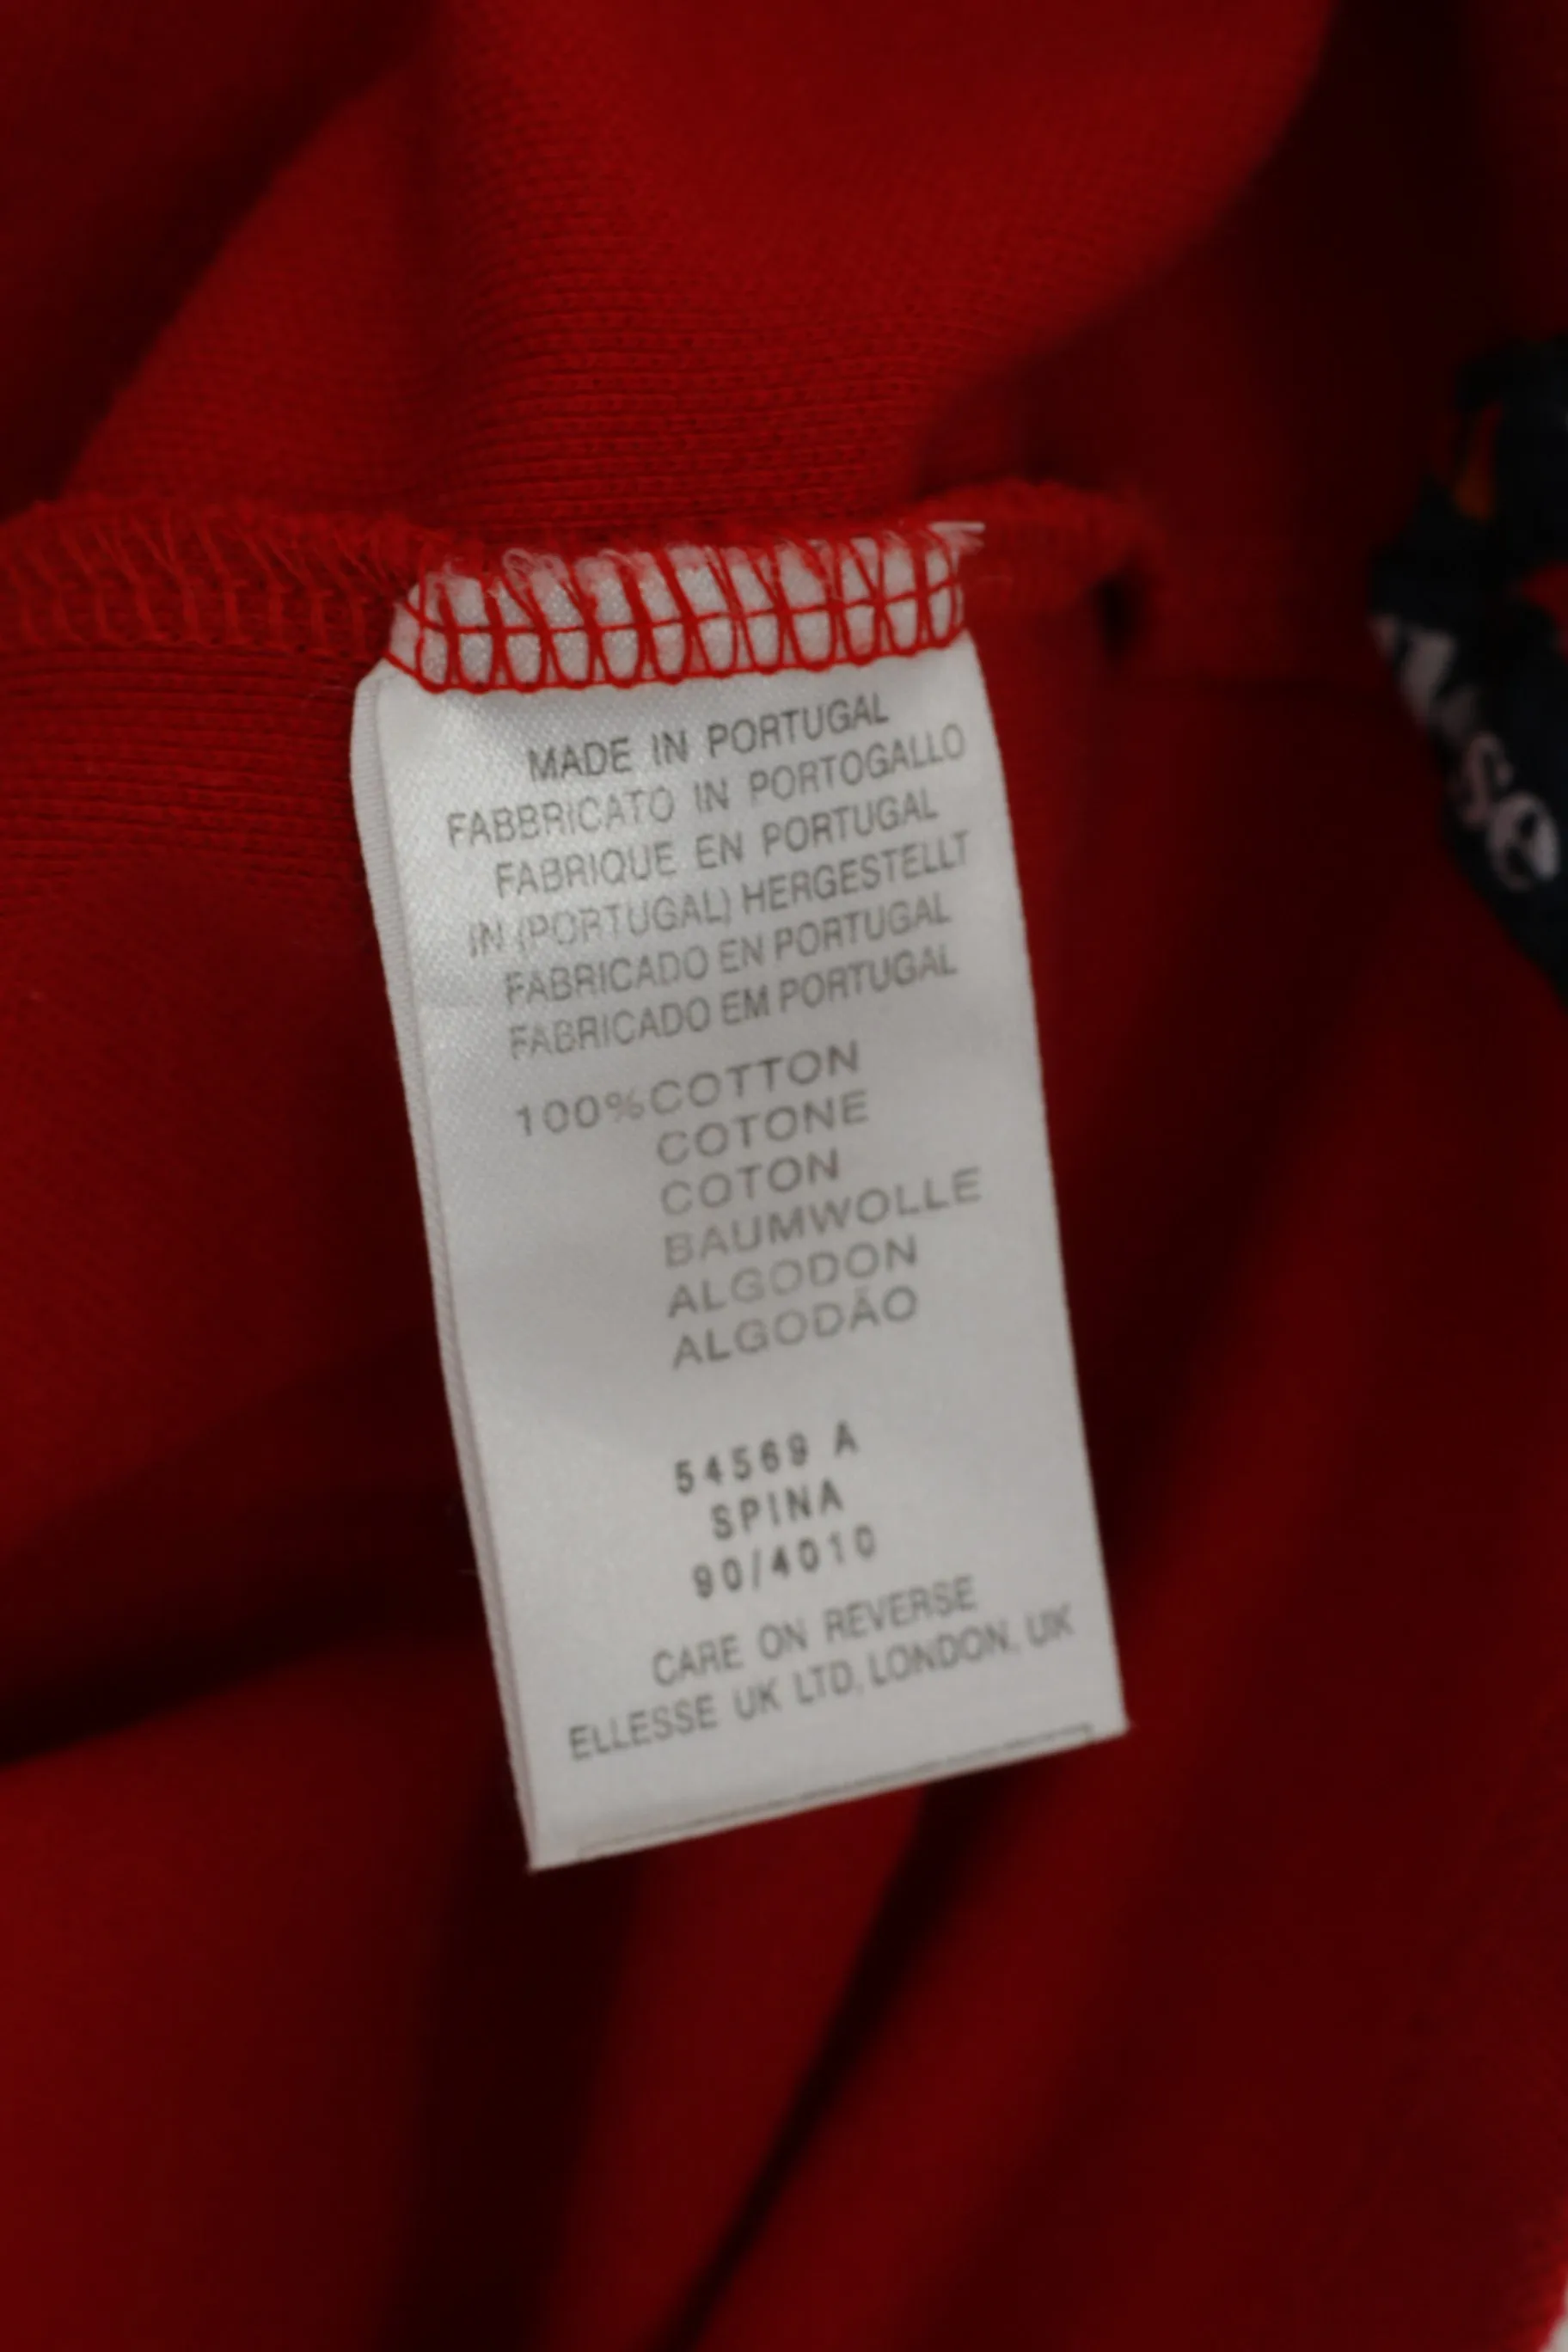 MADE IN PORTUGAL
FABBRICATO IN PORTOGALLO
FABRIQUE EN PORTUGAL
IN (PORTUGAL) HERGESTELLT
FABRICADO EN PORTUGAL
FABRICADO EM PORTUGAL
100% COTTON
COTONE
COTON
BAUMWOLLE
ALGODON
ALGODÃO
54569 A
SPINA
90/4010
CARE ON REVERSE
ELLESSE UK LTD, LONDON. UK